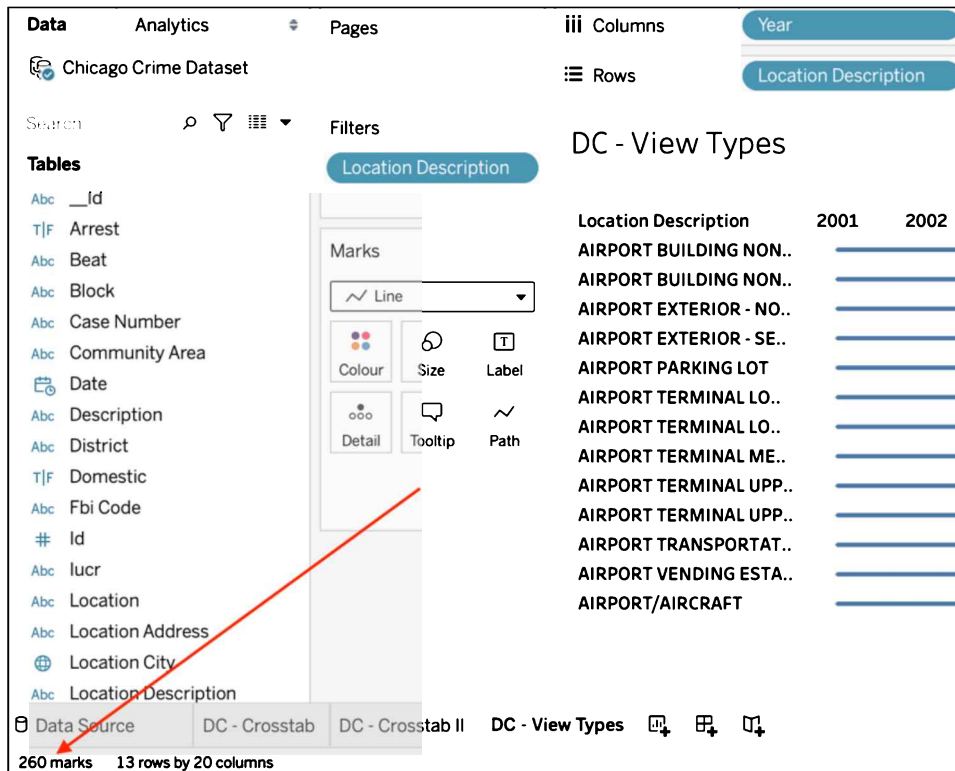 Data Analytics Pages iii Columns Year
Chicago Crime Dataset Rows Location Description
Search Filters
DC - View Types
Tables Location Description
Abc __id
T|F Arrest
Abc Beat
Abc Block
Abc Case Number
Abc Community Area
Date
Abc Description
Abc District
T|F Domestic
Abc Fbi Code
# Id
Abc Iucr
Abc Location
Abc Location Address
Location City
Abc Location Description
Marks
Line
Colour Size T Label
Detail Tooltip Path
Location Description 2001 2002
AIRPORT BUILDING NON..
AIRPORT BUILDING NON..
AIRPORT EXTERIOR - NO..
AIRPORT EXTERIOR - SE..
AIRPORT PARKING LOT
AIRPORT TERMINAL LO..
AIRPORT TERMINAL LO..
AIRPORT TERMINAL ME..
AIRPORT TERMINAL UPP..
AIRPORT TERMINAL UPP..
AIRPORT TRANSPORTAT..
AIRPORT VENDING ESTA..
AIRPORT/AIRCRAFT
Data Source DC - Crosstab DC - Crosstab II DC - View Types
260 marks 13 rows by 20 columns